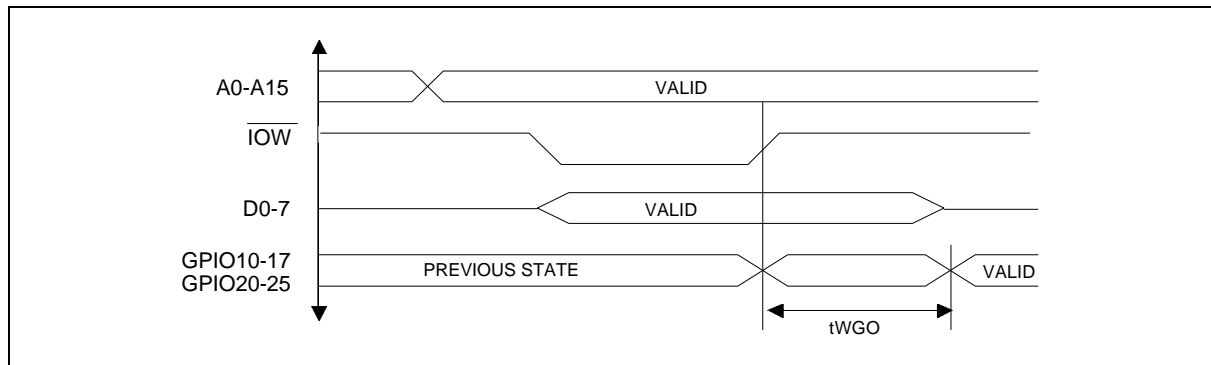 A0-A15
VALID
IOW
D0-7
VALID
GPIO10-17
GPIO20-25
PREVIOUS STATE
VALID
tWGO